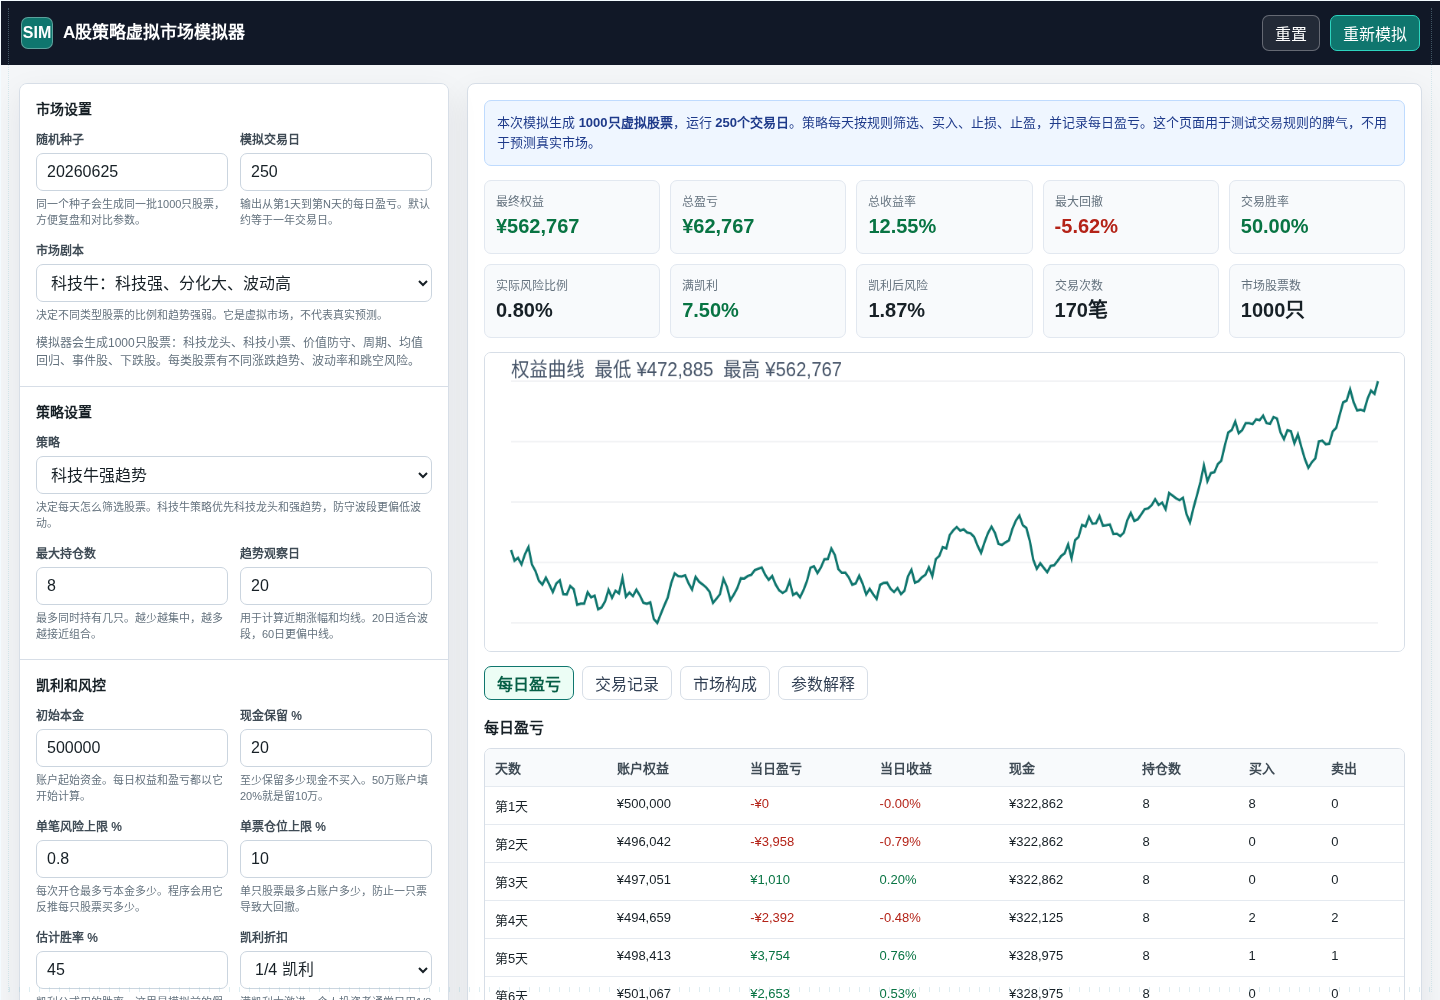 SIM A股策略虚拟市场模拟器 重置 重新模拟
市场设置
随机种子 模拟交易日
20260625 250
同一个种子会生成同一批1000只股票，
方便复盘和对比参数。
输出从第1天到第N天的每日盈亏。默认
约等于一年交易日。
市场剧本
科技牛：科技强、分化大、波动高
决定不同类型股票的比例和趋势强弱。它是虚拟市场，不代表真实预测。
模拟器会生成1000只股票：科技龙头、科技小票、价值防守、周期、均值
回归、事件股、下跌股。每类股票有不同涨跌趋势、波动率和跳空风险。
策略设置
策略
科技牛强趋势
决定每天怎么筛选股票。科技牛策略优先科技龙头和强趋势，防守波段更偏低波
动。
最大持仓数 趋势观察日
8 20
最多同时持有几只。越少越集中，越多
越接近组合。
用于计算近期涨幅和均线。20日适合波
段，60日更偏中线。
凯利和风控
初始本金 现金保留 %
500000 20
账户起始资金。每日权益和盈亏都以它
开始计算。
至少保留多少现金不买入。50万账户填
20%就是留10万。
单笔风险上限 % 单票仓位上限 %
0.8 10
每次开仓最多亏本金多少。程序会用它
反推每只股票买多少。
单只股票最多占账户多少，防止一只票
导致大回撤。
估计胜率 % 凯利折扣
45 1/4 凯利
本次模拟生成 1000只虚拟股票，运行 250个交易日。策略每天按规则筛选、买入、止损、止盈，并记录每日盈亏。这个页面用于测试交易规则的脾气，不用
于预测真实市场。
最终权益 总盈亏 总收益率 最大回撤 交易胜率
¥562,767 ¥62,767 12.55% -5.62% 50.00%
实际风险比例 满凯利 凯利后风险 交易次数 市场股票数
0.80% 7.50% 1.87% 170笔 1000只
权益曲线 最低 ¥472,885 最高 ¥562,767
每日盈亏 交易记录 市场构成 参数解释
每日盈亏
天数 账户权益 当日盈亏 当日收益 现金 持仓数 买入 卖出
第1天 ¥500,000 -¥0 -0.00% ¥322,862 8 8 0
第2天 ¥496,042 -¥3,958 -0.79% ¥322,862 8 0 0
第3天 ¥497,051 ¥1,010 0.20% ¥322,862 8 0 0
第4天 ¥494,659 -¥2,392 -0.48% ¥322,125 8 2 2
第5天 ¥498,413 ¥3,754 0.76% ¥328,975 8 1 1
第6天 ¥501,067 ¥2,653 0.53% ¥328,975 8 0 0